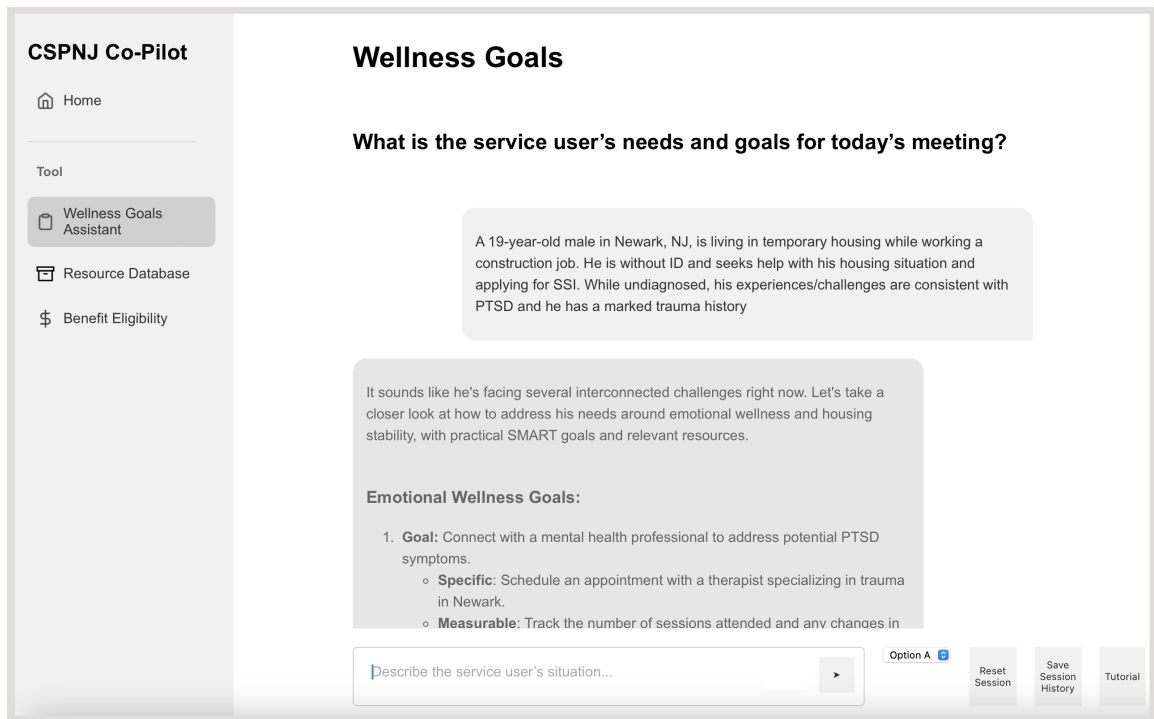 CSPNJ Co-Pilot
Home
Tool
Wellness Goals
Assistant
Resource Database
Benefit Eligibility
Wellness Goals
What is the service user’s needs and goals for today’s meeting?
A 19-year-old male in Newark, NJ, is living in temporary housing while working a
construction job. He is without ID and seeks help with his housing situation and
applying for SSI. While undiagnosed, his experiences/challenges are consistent with
PTSD and he has a marked trauma history
It sounds like he's facing several interconnected challenges right now. Let's take a
closer look at how to address his needs around emotional wellness and housing
stability, with practical SMART goals and relevant resources.
Emotional Wellness Goals:
1. Goal: Connect with a mental health professional to address potential PTSD
symptoms.
Specific: Schedule an appointment with a therapist specializing in trauma
in Newark.
Measurable: Track the number of sessions attended and any changes in
Describe the service user’s situation...
Option A
Reset
Session
Save
Session
History
Tutorial